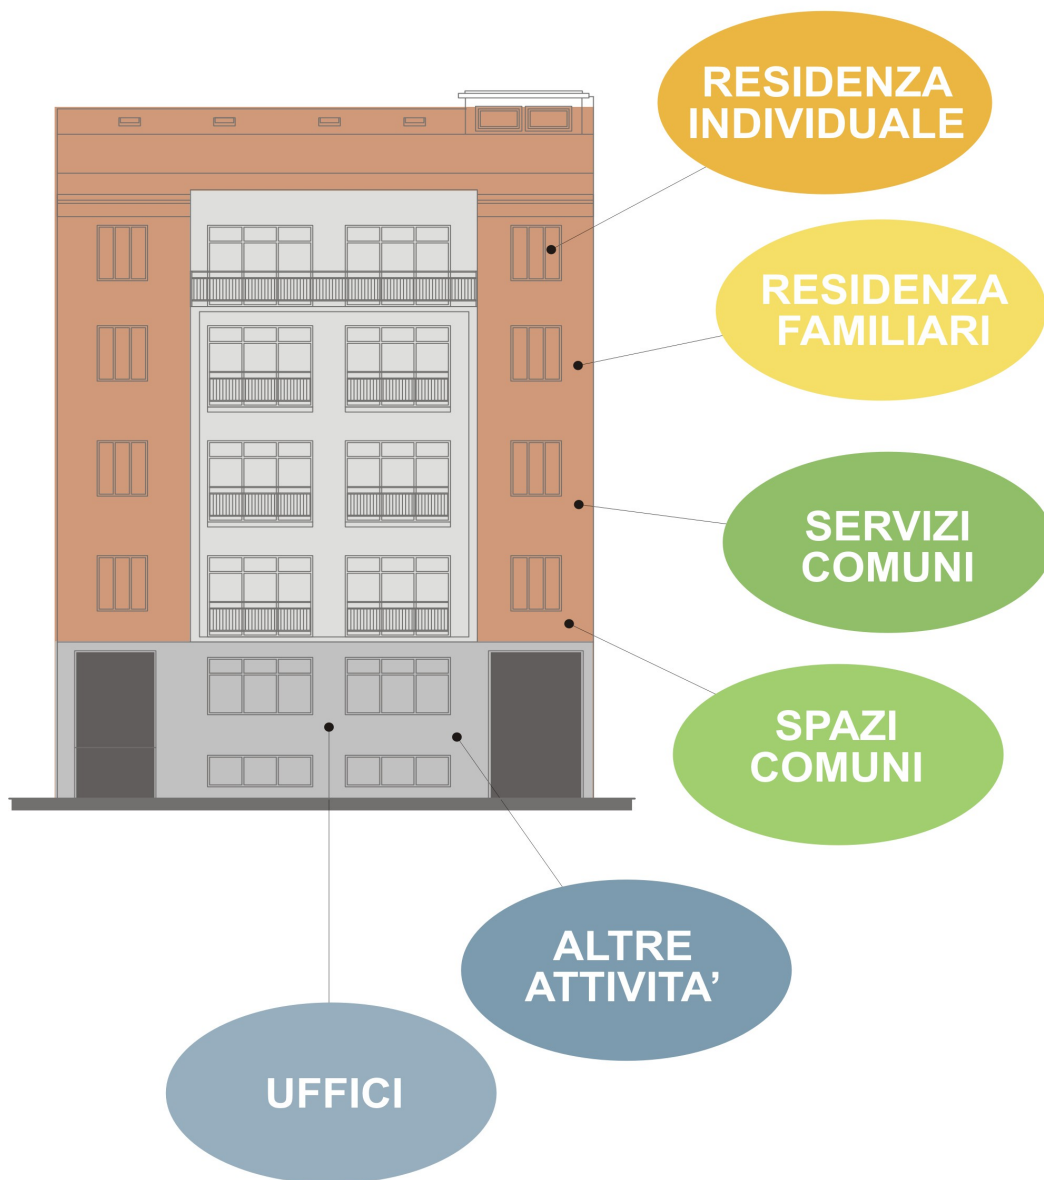 RESIDENZA
INDIVIDUALE
RESIDENZA
FAMILIARI
SERVIZI
COMUNI
SPAZI
COMUNI
ALTRE
ATTIVITA’
UFFICI